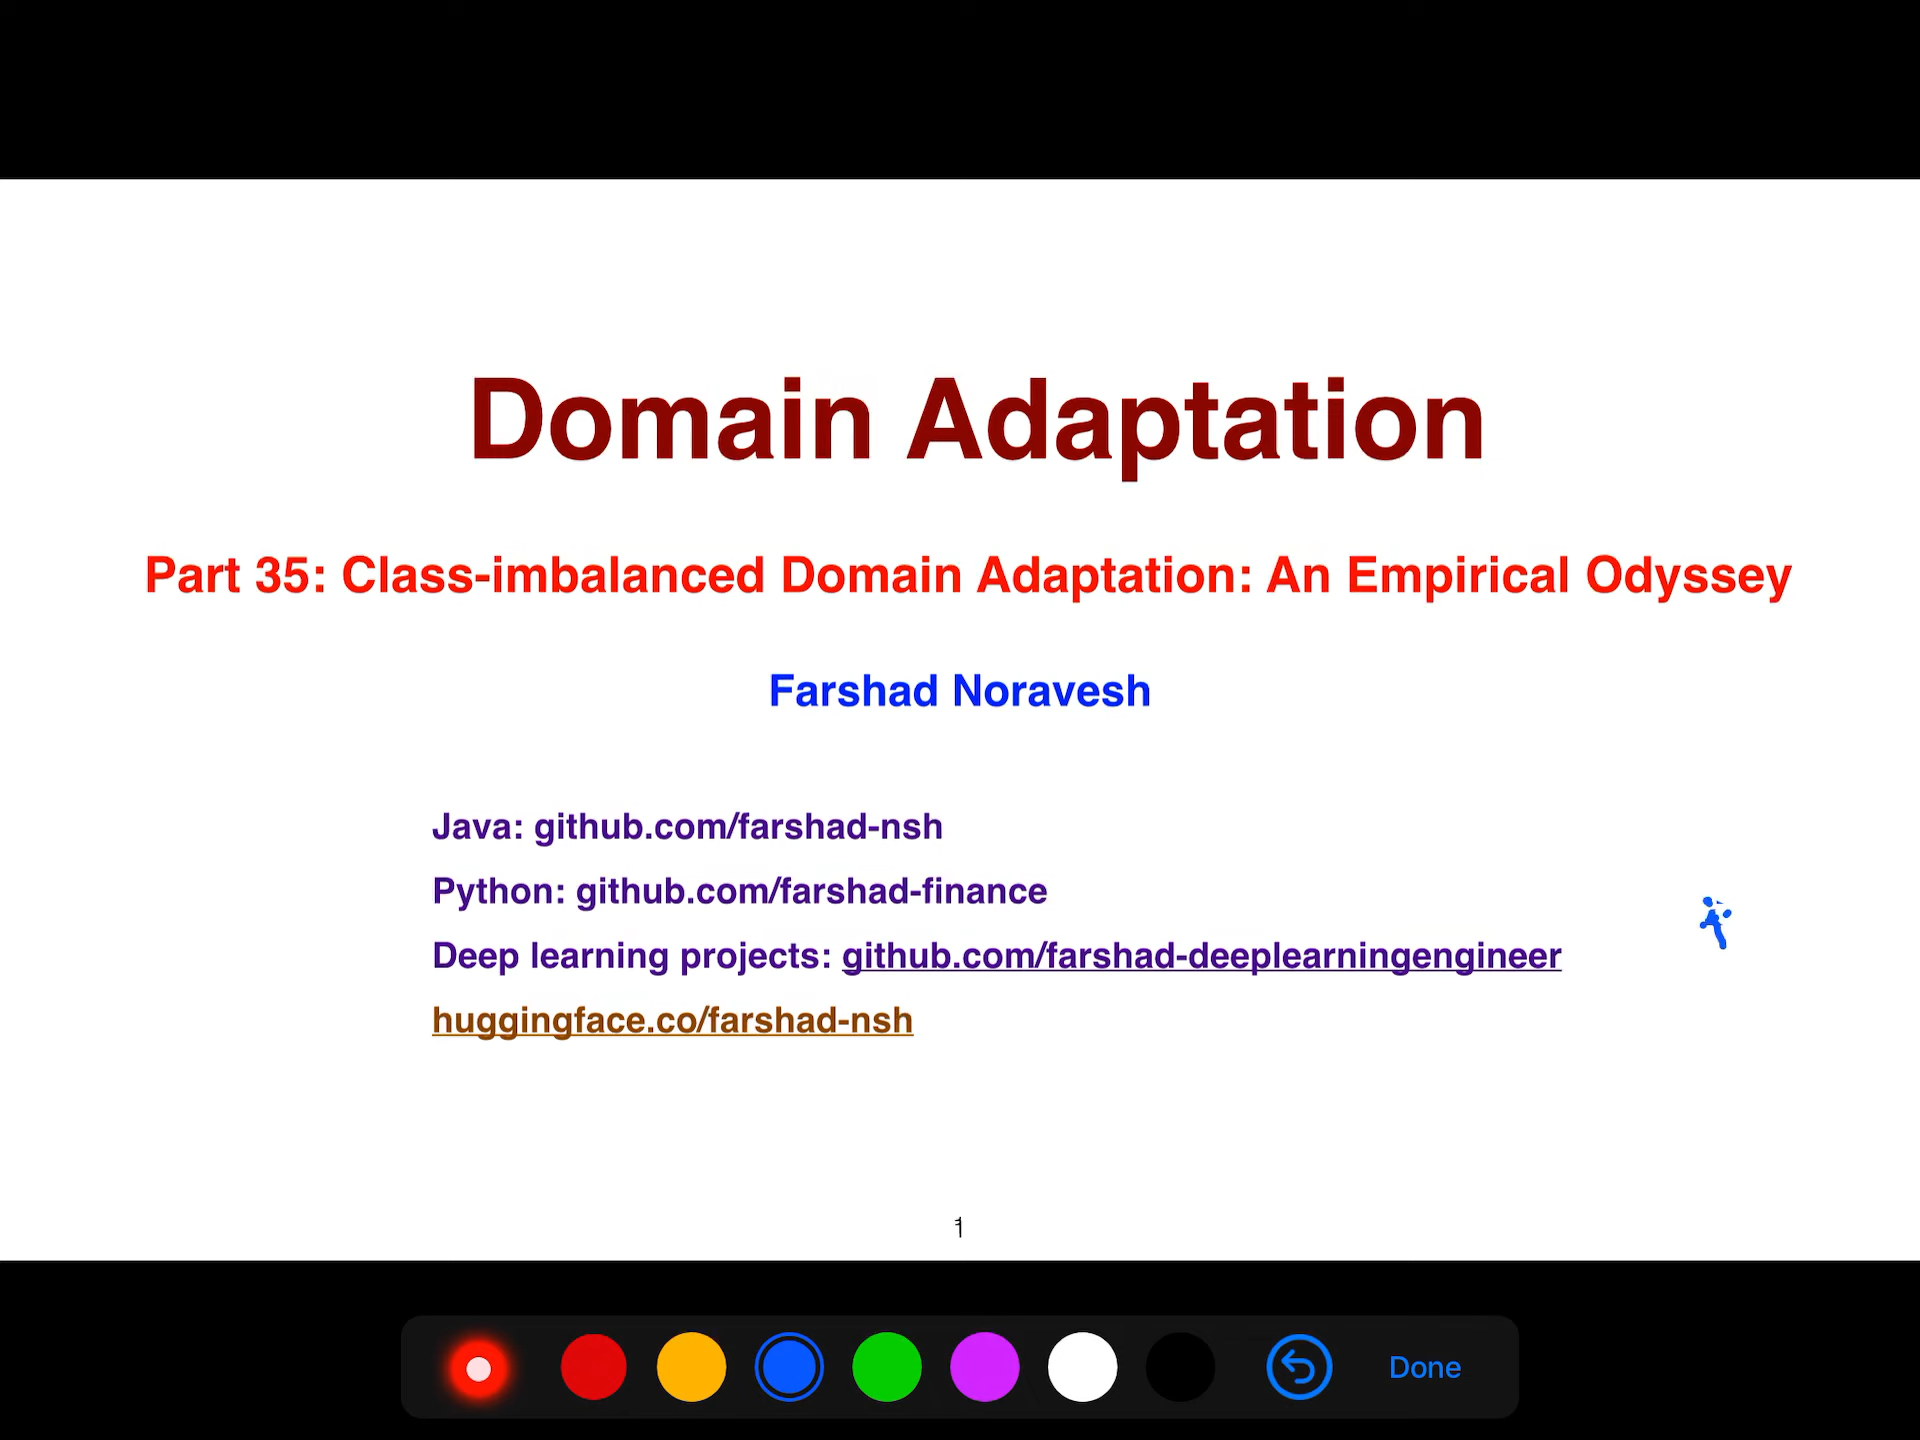 Domain Adaptation
Part 35: Class-imbalanced Domain Adaptation: An Empirical Odyssey
Farshad Noravesh
Java: github.com/farshad-nsh
Python: github.com/farshad-finance
Deep learning projects: github.com/farshad-deeplearningengineer
huggingface.co/farshad-nsh
1
Done